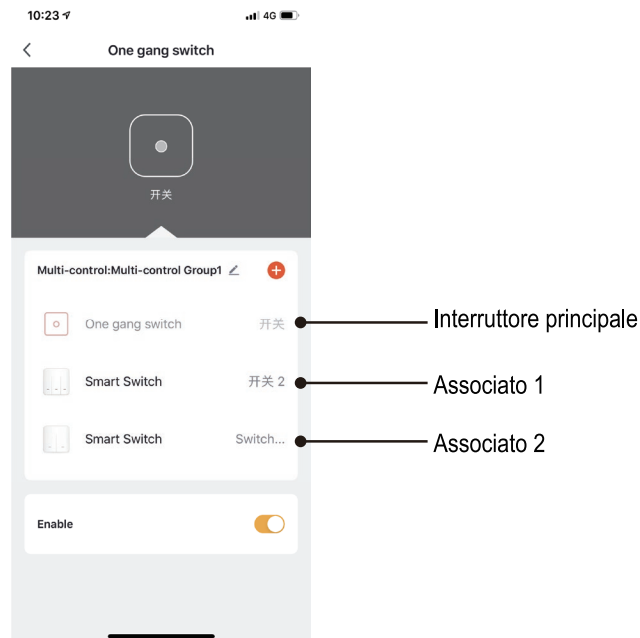 10:23
4G
One gang switch
开关
Multi-control:Multi-control Group1
One gang switch 开关 Interruttore principale
Smart Switch 开关 2 Associato 1
Smart Switch Switch... Associato 2
Enable